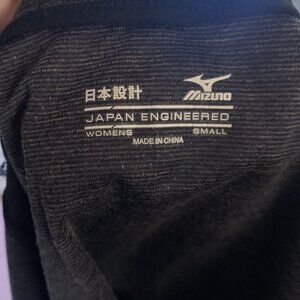 日本設計 MIZUNO
JAPAN ENGINEERED
WOMENS SMALL
MADE IN CHINA